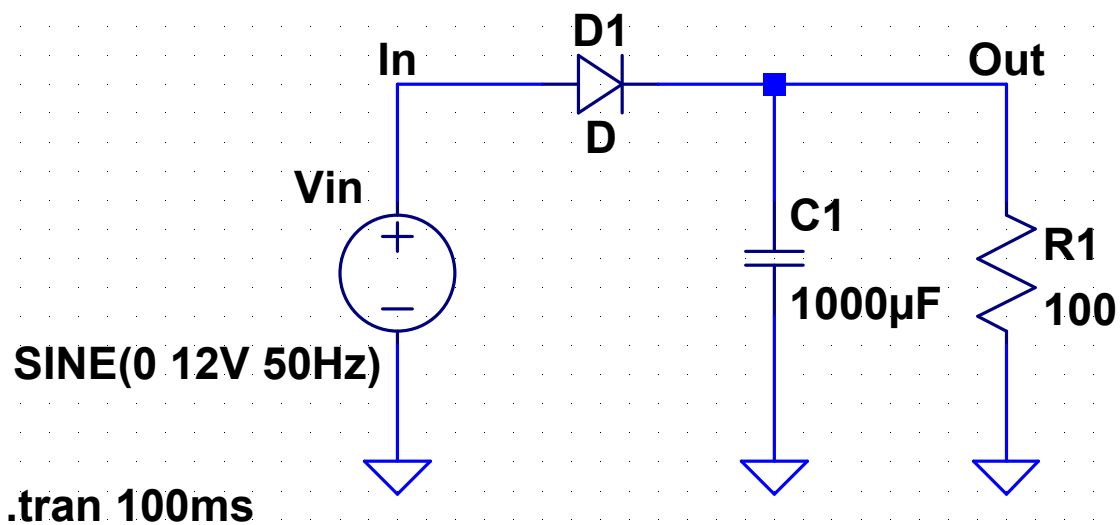 D1
In
Out
D
Vin
C1
R1
1000µF
100
SINE(0 12V 50Hz)
.tran 100ms